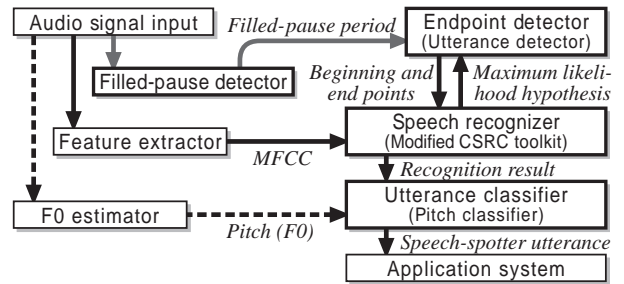 Audio signal input
Filled-pause period
Endpoint detector
(Utterance detector)
Filled-pause detector
Beginning and
end points
Maximum likeli-
hood hypothesis
Feature extractor
MFCC
Speech recognizer
(Modified CSRC toolkit)
Recognition result
F0 estimator
Pitch (F0)
Utterance classifier
(Pitch classifier)
Speech-spotter utterance
Application system